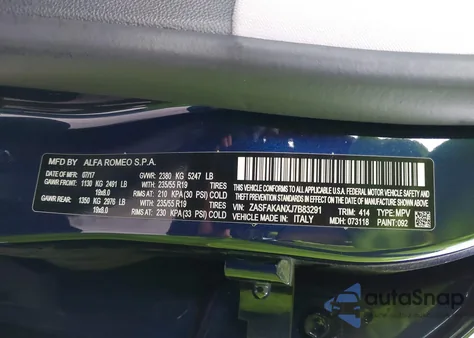 MFD BY ALFA ROMEO S.P.A.
DATE OF MFR: 07/17 GVWR: 2380 KG 5247 LB
GAWR FRONT: 1130 KG 2491 LB WITH: 235/55 R19
19x8.0 RIMS AT: 210 KPA(30 PSI) COLD
GAWR REAR: 1350 KG 2976 LB WITH: 235/55 R19
19x8.0 RIMS AT: 230 KPA(33 PSI) COLD
THIS VEHICLE CONFORMS TO ALL APPLICABLE U.S.A. FEDERAL MOTOR VEHICLE
SAFETY, BUMPER, AND THEFT PREVENTION STANDARDS IN EFFECT
ON THE DATE OF MANUFACTURE SHOWN ABOVE.
VIN: ZASFAKANXJ7B83291 TYPE: MPV
VEHICLE MADE IN: ITALY TRIM: 414
MDH: 073118 PAINT: 092
autoSnap